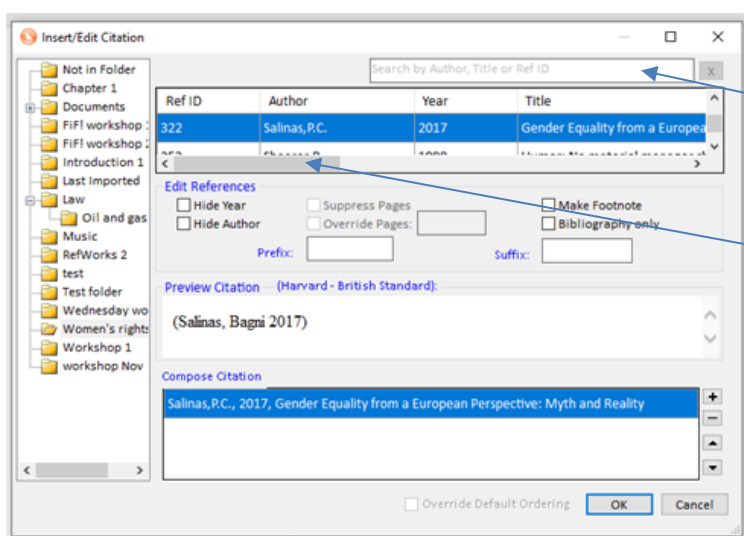 Insert/Edit Citation
Not in Folder
Chapter 1
Documents
FiF! workshop
FiF! workshop
Introduction 1
Last Imported
Law
Oil and gas
Music
RefWorks 2
test
Test folder
Wednesday wo
Women's rights
Workshop 1
workshop Nov
Search by Author, Title or Ref ID X
Ref ID Author Year Title
322 Salinas,P.C. 2017 Gender Equality from a Europea
Edit References
Hide Year Suppress Pages Make Footnote
Hide Author Override Pages: Bibliography only
Prefix: Suffix:
Preview Citation (Harvard - British Standard):
(Salinas, Bagni 2017)
Compose Citation
Salinas,P.C., 2017, Gender Equality from a European Perspective: Myth and Reality
Override Default Ordering OK Cancel